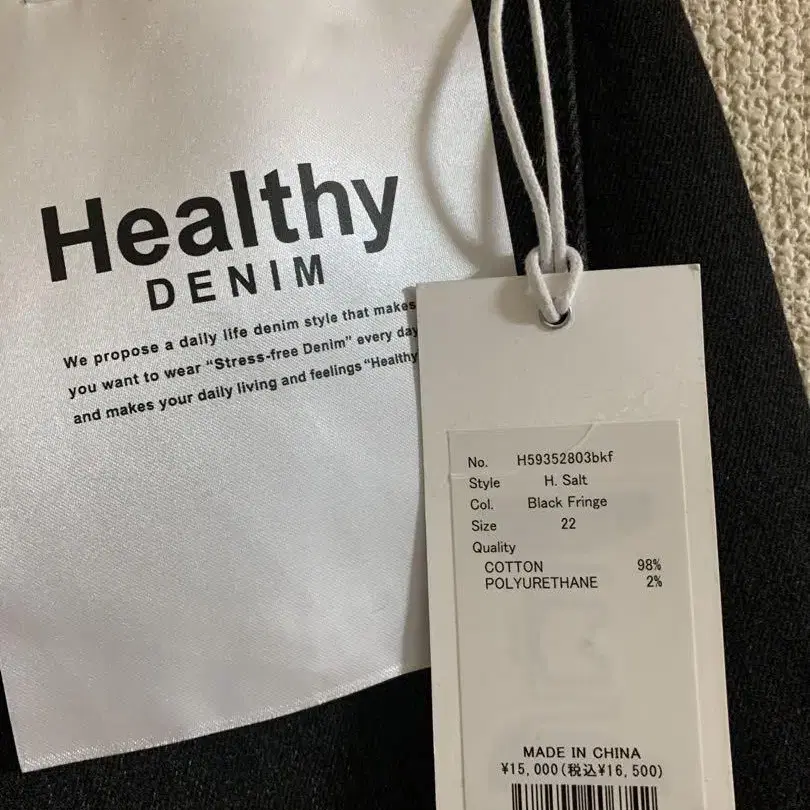 Healthy
DENIM
We propose a daily life denim style that makes
you want to wear “Stress-free Denim” every day
and makes your daily living and feelings “Healthy
No. H59352803bkf
Style H. Salt
Col. Black Fringe
Size 22
Quality
COTTON 98%
POLYURETHANE 2%
MADE IN CHINA
¥15,000(税込¥16,500)